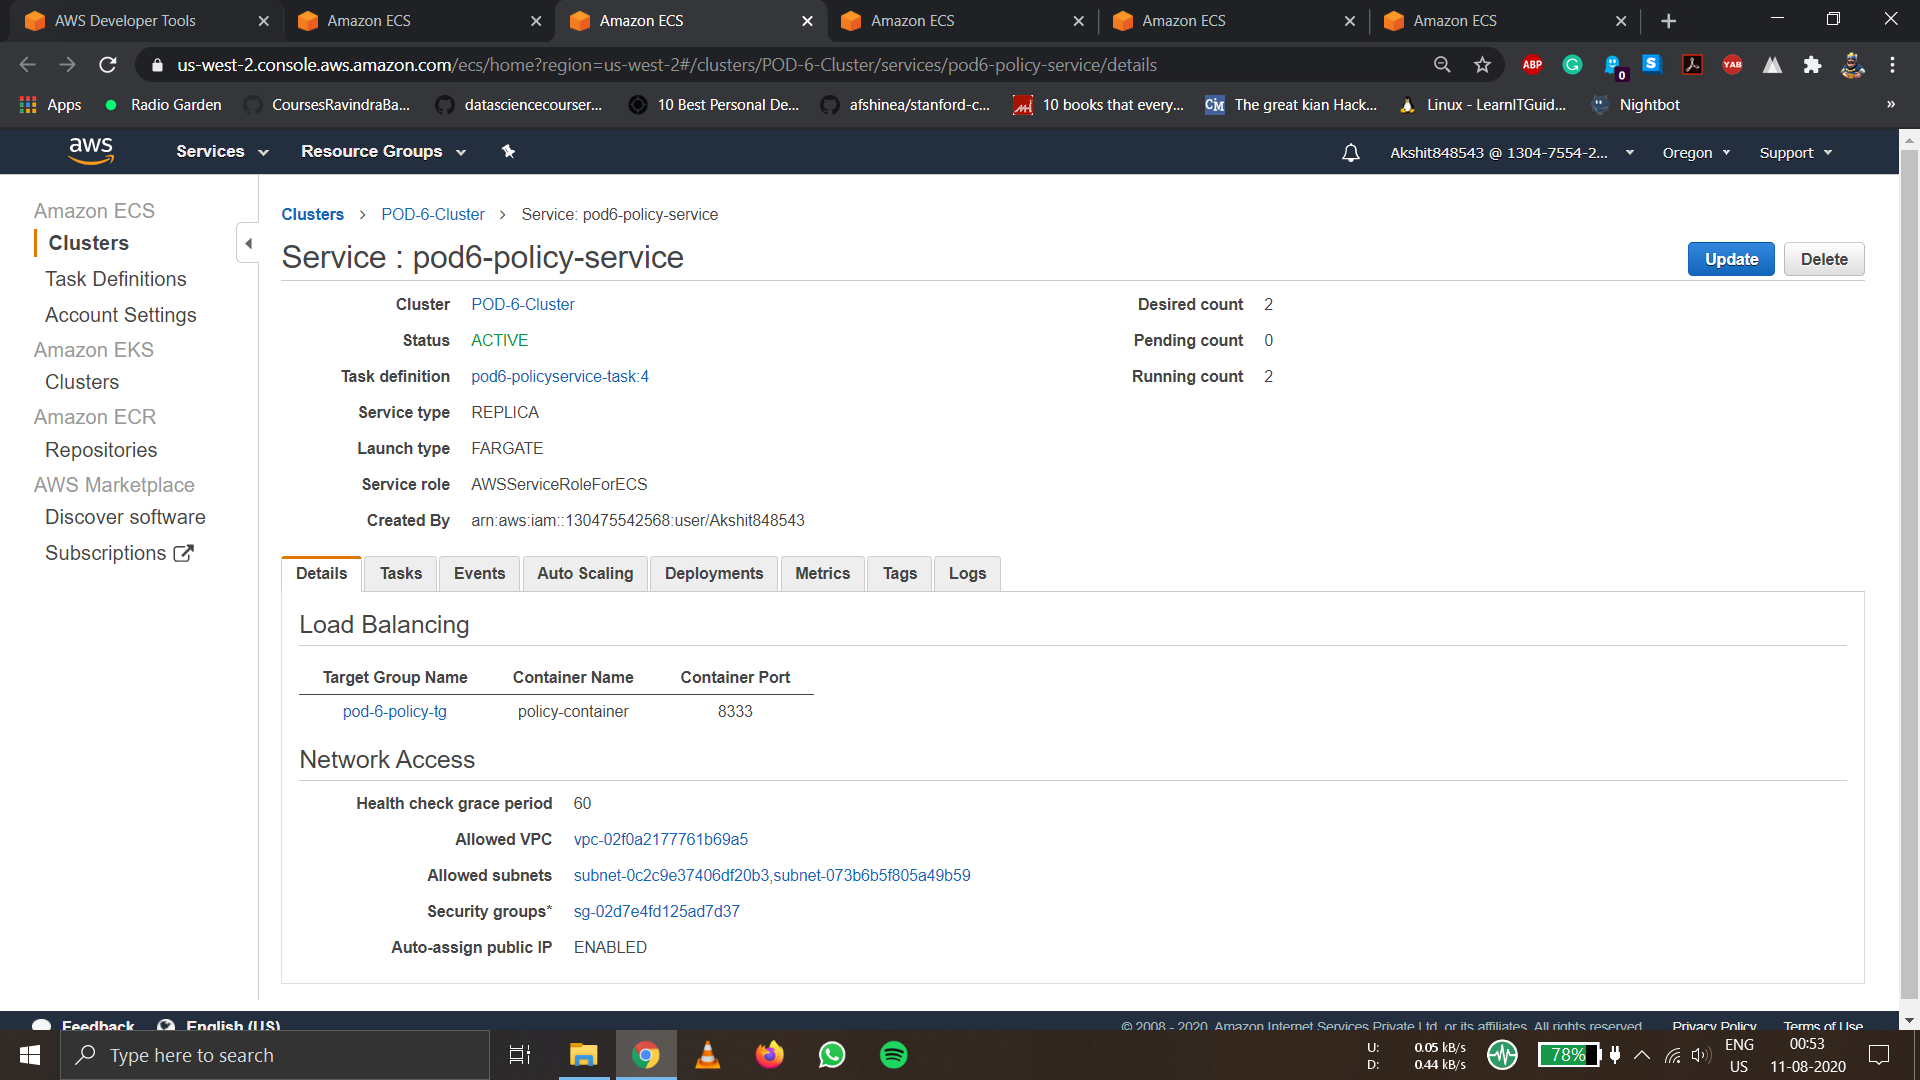 AWS Developer Tools
Amazon ECS
Amazon ECS
Amazon ECS
Amazon ECS
Amazon ECS
us-west-2.console.aws.amazon.com/ecs/home?region=us-west-2#/clusters/POD-6-Cluster/services/pod6-policy-service/details
ABP
0
S
YAB
Apps
Radio Garden
CoursesRavindraBa...
datasciencecourser...
10 Best Personal De...
afshinea/stanford-c...
10 books that every...
CM
The great kian Hack...
Linux - LearnITGuid...
Nightbot
»
aws
Services
Resource Groups
Akshit848543 @ 1304-7554-2...
Oregon
Support
Amazon ECS
Clusters
Task Definitions
Account Settings
Amazon EKS
Clusters
Amazon ECR
Repositories
AWS Marketplace
Discover software
Subscriptions
Clusters > POD-6-Cluster > Service: pod6-policy-service
Service : pod6-policy-service
Update
Delete
Cluster POD-6-Cluster
Status ACTIVE
Task definition pod6-policyservice-task:4
Service type REPLICA
Launch type FARGATE
Service role AWSServiceRoleForECS
Created By arn:aws:iam::130475542568:user/Akshit848543
Desired count 2
Pending count 0
Running count 2
Details
Tasks
Events
Auto Scaling
Deployments
Metrics
Tags
Logs
Load Balancing
Target Group Name Container Name Container Port
pod-6-policy-tg policy-container 8333
Network Access
Health check grace period 60
Allowed VPC vpc-02f0a2177761b69a5
Allowed subnets subnet-0c2c9e37406df20b3,subnet-073b6b5f805a49b59
Security groups* sg-02d7e4fd125ad7d37
Auto-assign public IP ENABLED
Feedback
English (US)
© 2008 - 2020, Amazon Internet Services Private Ltd. or its affiliates. All rights reserved.
Privacy Policy
Terms of Use
Type here to search
U: 0.05 kB/s
D: 0.44 kB/s
78%
ENG
US
00:53
11-08-2020